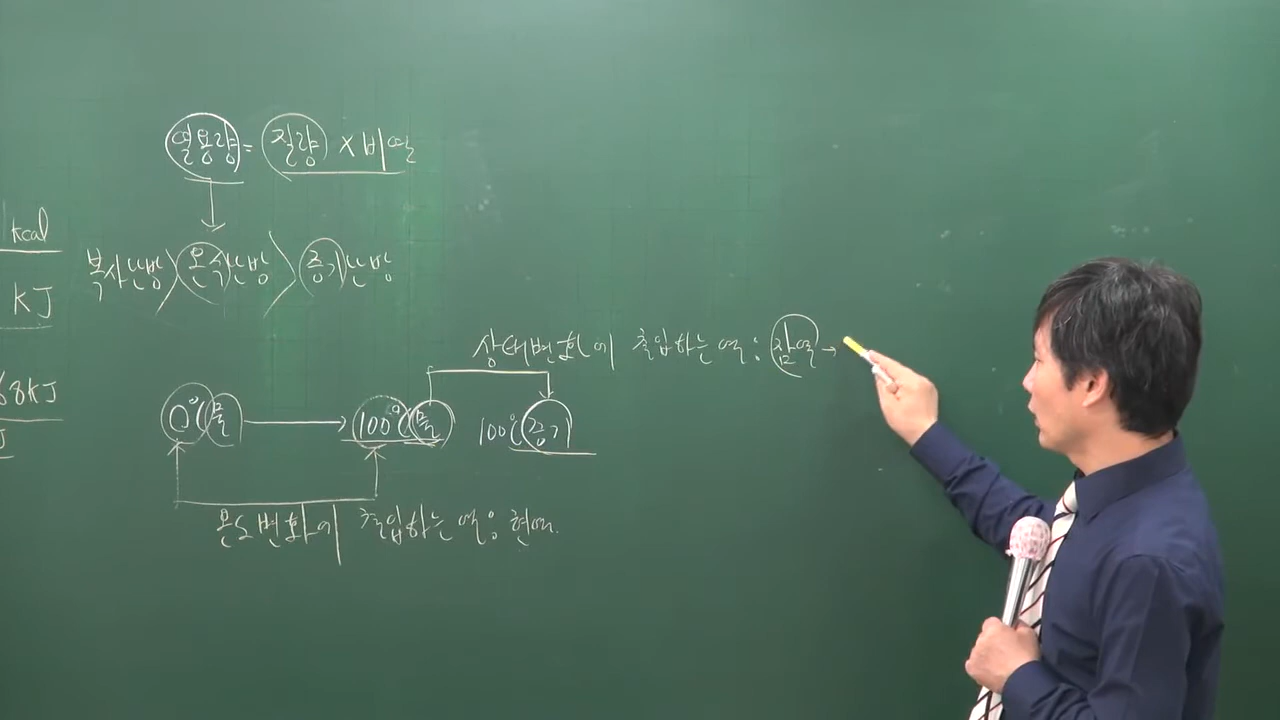 열용량 = 질량 × 비열
1 kcal
복사난방 > 온수난방 > 증기난방
KJ
상태변화에 출입하는 열 : 잠열 →
68KJ
0℃(물 → 100℃(물 100℃(증기)
J
온도변화에 출입하는 열 : 현열.